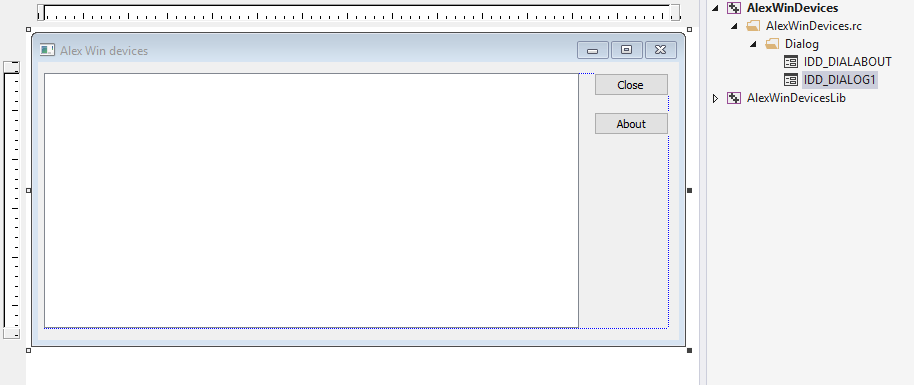 Alex Win devices
Close
About
AlexWinDevices
AlexWinDevices.rc
Dialog
IDD_DIALABOUT
IDD_DIALOG1
AlexWinDevicesLib